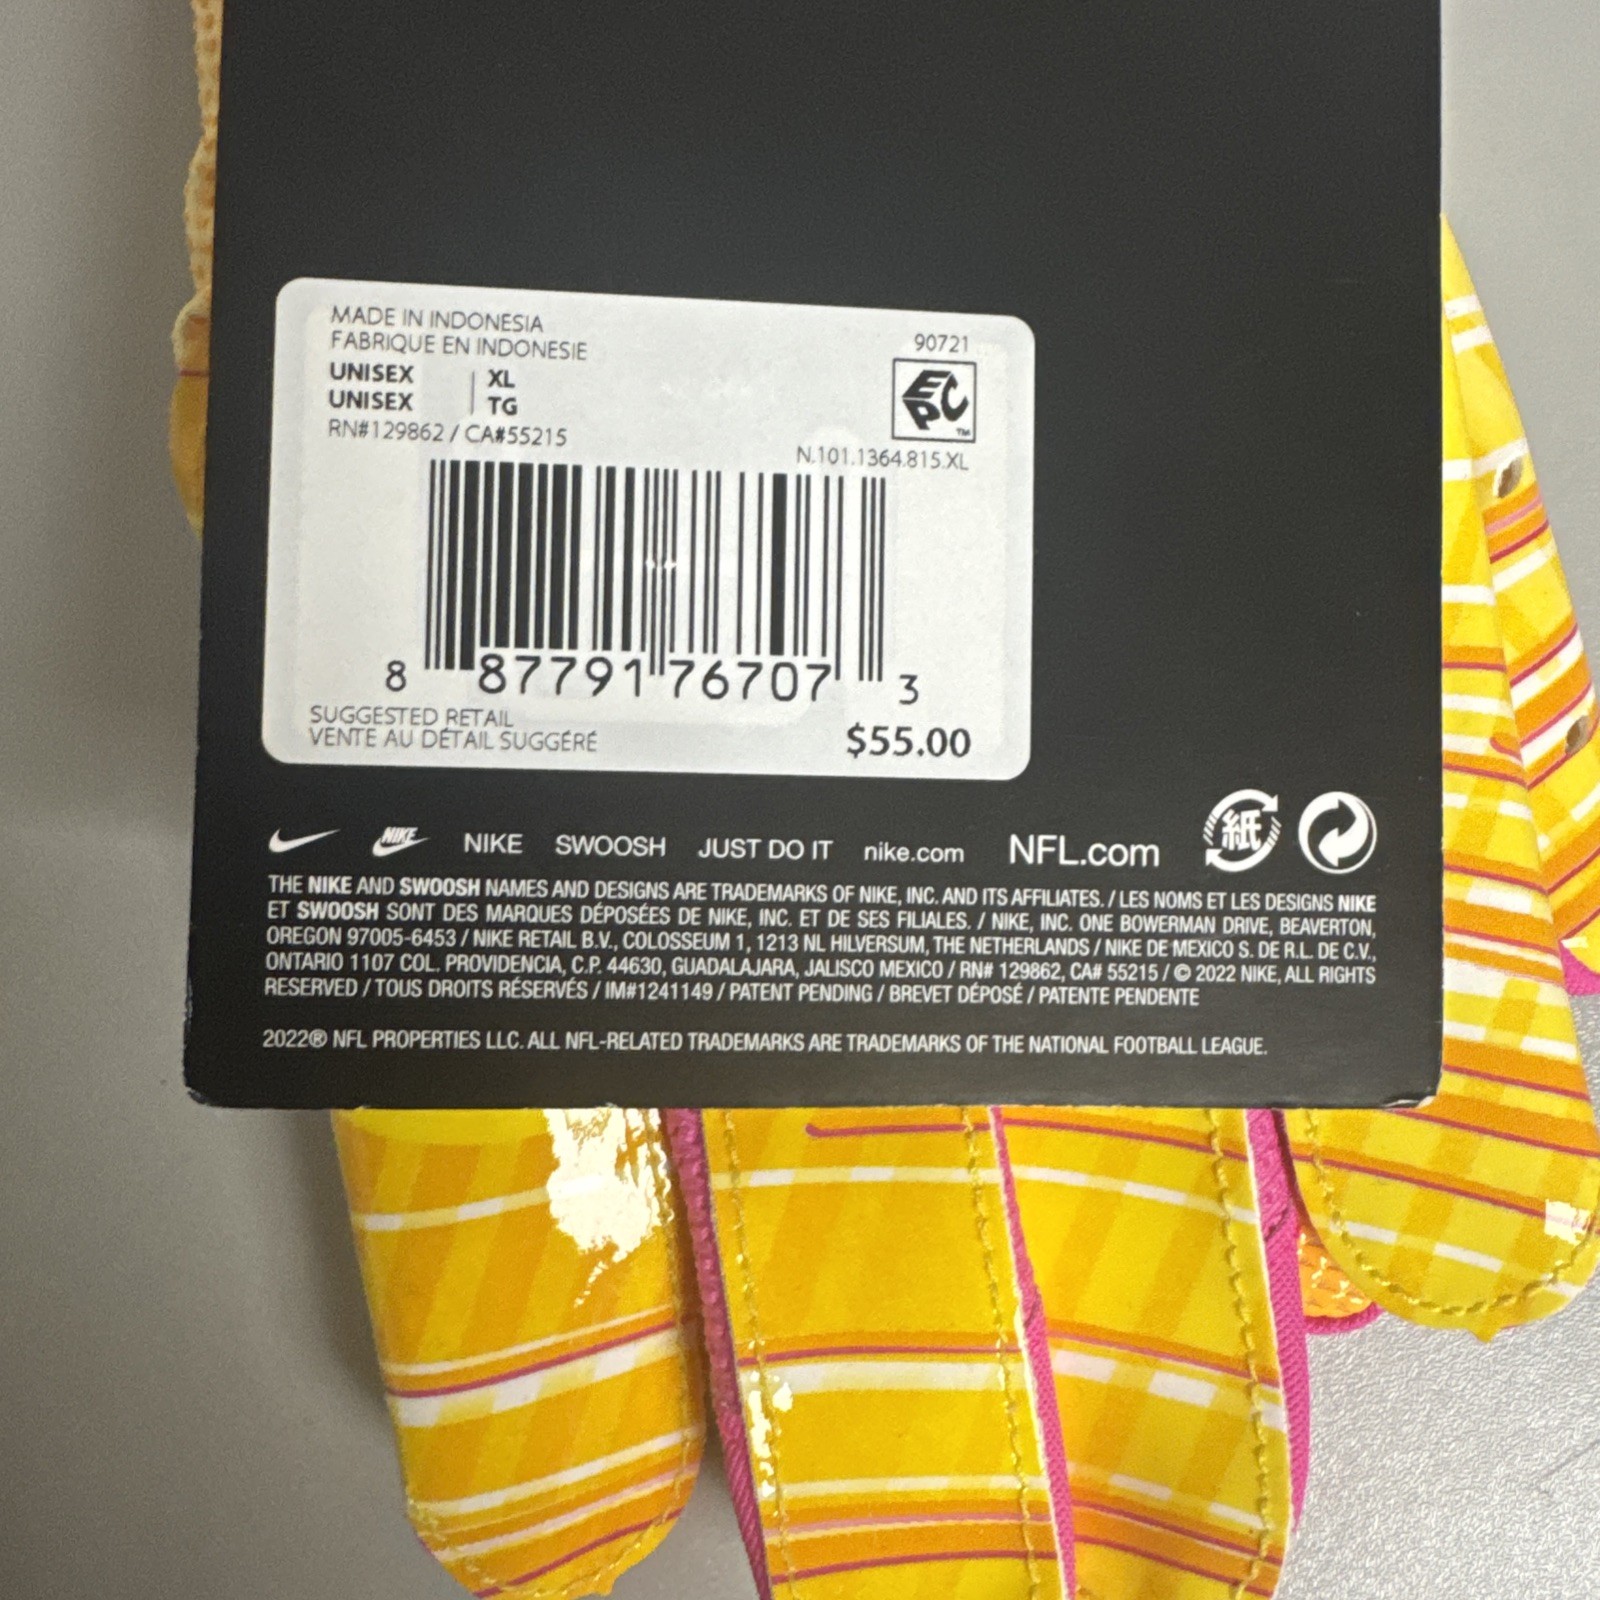 MADE IN INDONESIA
FABRIQUE EN INDONESIE
90721
UNISEX | XL
UNISEX | TG
EPC™
RN#129862 / CA#55215
N.101.1364.815.XL
8 87791 76707 3
SUGGESTED RETAIL
VENTE AU DÉTAIL SUGGÉRÉ
$55.00
NIKE NIKE SWOOSH JUST DO IT nike.com NFL.com 紙
THE NIKE AND SWOOSH NAMES AND DESIGNS ARE TRADEMARKS OF NIKE, INC. AND ITS AFFILIATES. / LES NOMS ET LES DESIGNS NIKE
ET SWOOSH SONT DES MARQUES DÉPOSÉES DE NIKE, INC. ET DE SES FILIALES. / NIKE, INC. ONE BOWERMAN DRIVE, BEAVERTON,
OREGON 97005-6453 / NIKE RETAIL B.V., COLOSSEUM 1, 1213 NL HILVERSUM, THE NETHERLANDS / NIKE DE MEXICO S. DE R.L. DE C.V.,
ONTARIO 1107 COL. PROVIDENCIA, C.P. 44630, GUADALAJARA, JALISCO MEXICO / RN# 129862, CA# 55215 / © 2022 NIKE, ALL RIGHTS
RESERVED / TOUS DROITS RÉSERVÉS / IM#1241149 / PATENT PENDING / BREVET DÉPOSÉ / PATENTE PENDENTE
2022® NFL PROPERTIES LLC. ALL NFL-RELATED TRADEMARKS ARE TRADEMARKS OF THE NATIONAL FOOTBALL LEAGUE.